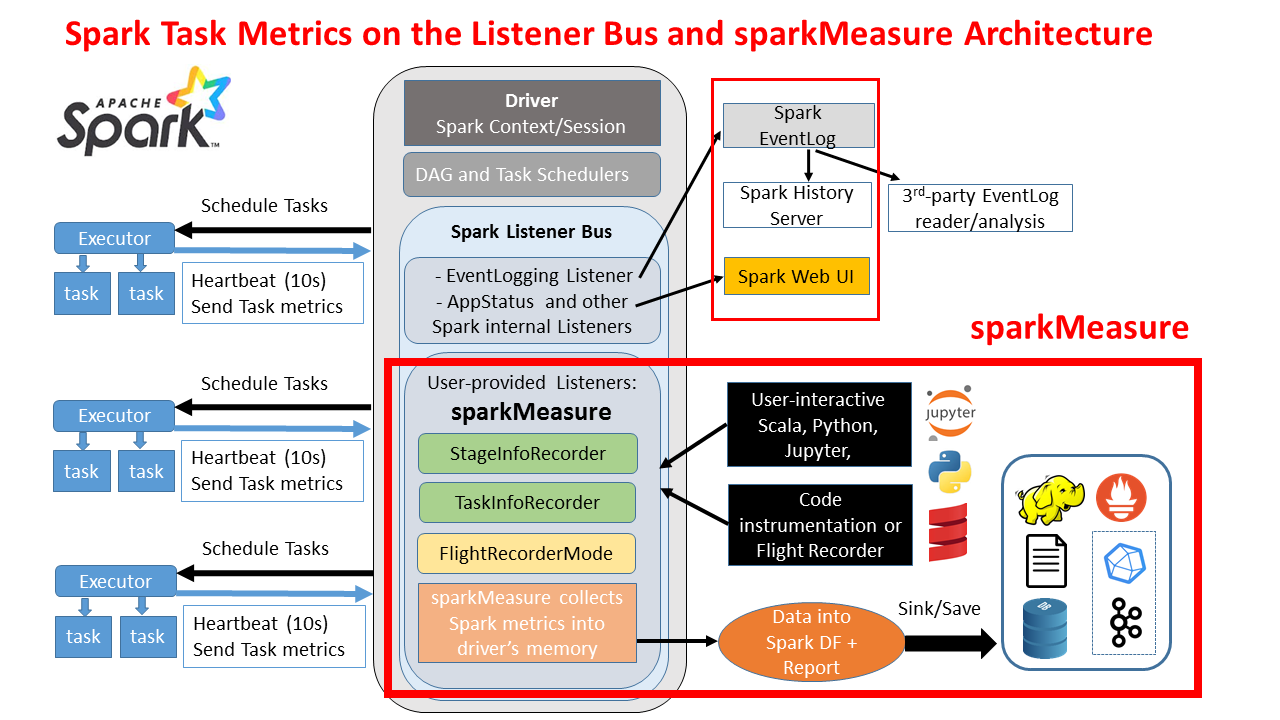 Spark Task Metrics on the Listener Bus and sparkMeasure Architecture
APACHE
Spark™
Driver
Spark Context/Session
DAG and Task Schedulers
Spark Listener Bus
- EventLogging Listener
- AppStatus and other
Spark internal Listeners
Spark
EventLog
Spark History
Server
3rd-party EventLog
reader/analysis
Spark Web UI
Schedule Tasks
Executor
task
task
Heartbeat (10s)
Send Task metrics
Schedule Tasks
Executor
task
task
Heartbeat (10s)
Send Task metrics
Schedule Tasks
Executor
task
task
Heartbeat (10s)
Send Task metrics
sparkMeasure
User-provided Listeners:
sparkMeasure
StageInfoRecorder
TaskInfoRecorder
FlightRecorderMode
sparkMeasure collects
Spark metrics into
driver's memory
User-interactive
Scala, Python,
Jupyter,
jupyter
Code
instrumentation or
Flight Recorder
Data into
Spark DF +
Report
Sink/Save